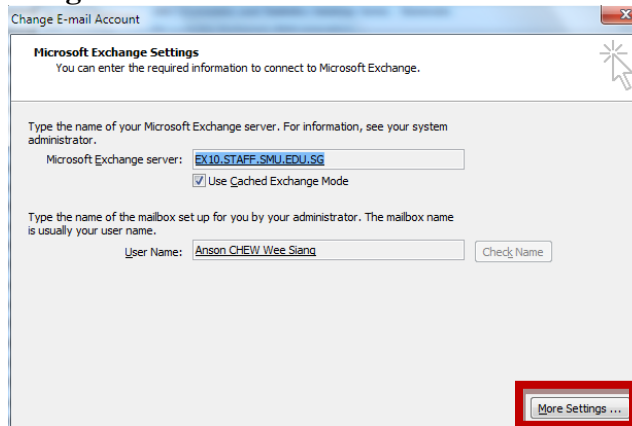 Change E-mail Account
x
Microsoft Exchange Settings
You can enter the required information to connect to Microsoft Exchange.
Type the name of your Microsoft Exchange server. For information, see your system
administrator.
Microsoft Exchange server: EX10.STAFF.SMU.EDU.SG
Use Cached Exchange Mode
Type the name of the mailbox set up for you by your administrator. The mailbox name
is usually your user name.
User Name: Anson CHEW Wee Siang Check Name
More Settings ...